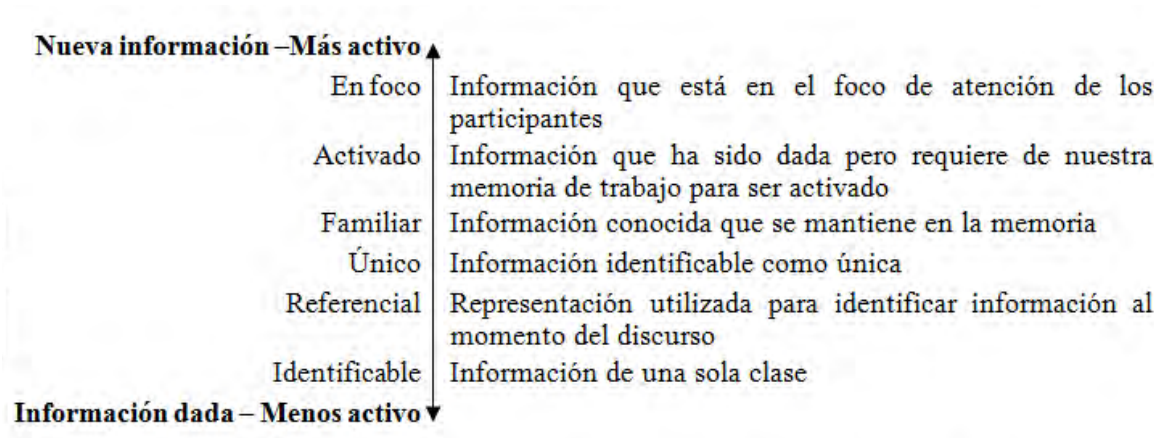 Nueva información –Más activo
En foco Información que está en el foco de atención de los
participantes
Activado Información que ha sido dada pero requiere de nuestra
memoria de trabajo para ser activado
Familiar Información conocida que se mantiene en la memoria
Único Información identificable como única
Referencial Representación utilizada para identificar información al
momento del discurso
Identificable Información de una sola clase
Información dada – Menos activo